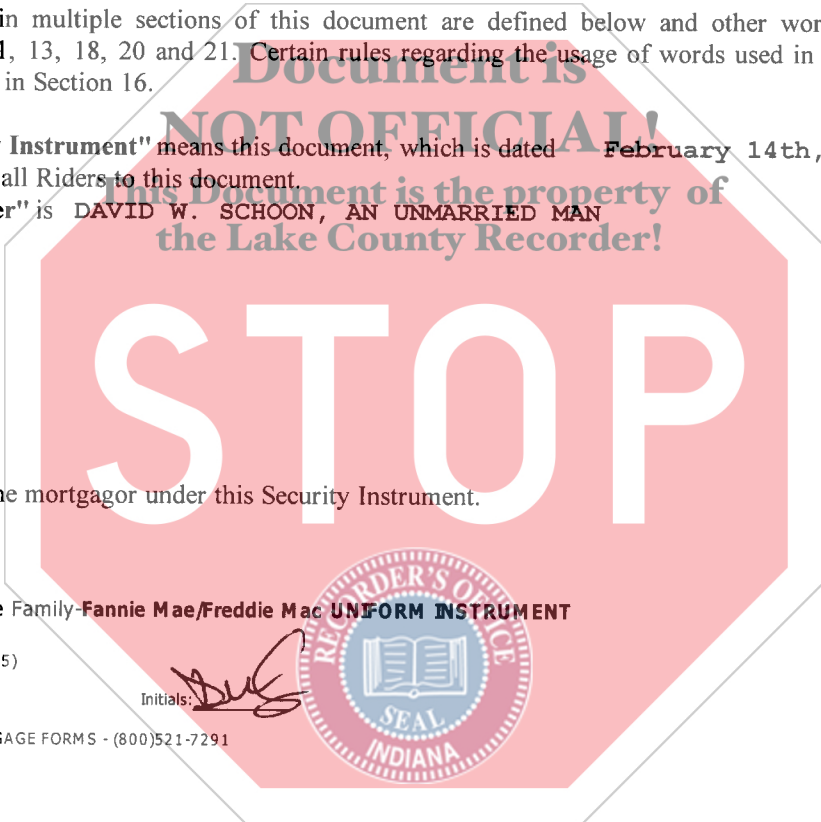 in multiple sections of this document are defined below and other wor
1, 13, 18, 20 and 21. Certain rules regarding the usage of words used in
in Section 16.
Document is
NOT OFFICIAL!
Instrument" means this document, which is dated February 14th,
all Riders to this document.
This Document is the property of
er" is DAVID W. SCHOON, AN UNMARRIED MAN
the Lake County Recorder!
STOP
he mortgagor under this Security Instrument.
e Family-Fannie Mae/Freddie Mac UNIFORM INSTRUMENT
5)
Initials: DWS
GAGE FORMS - (800)521-7291
RECORDER'S OFFICE
SEAL
INDIANA